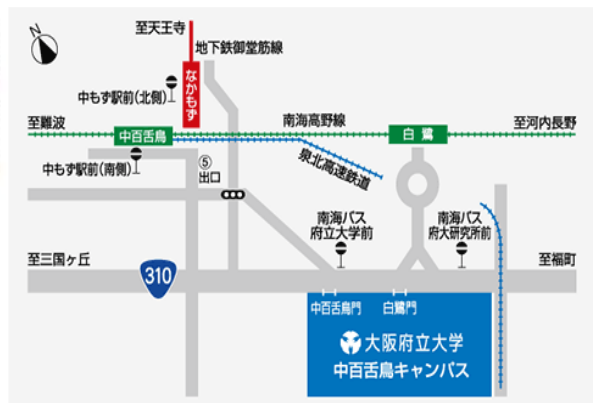 至天王寺
地下鉄御堂筋線
なかもず
中もず駅前(北側)
至難波
中百舌鳥
南海高野線
白鷺
至河内長野
泉北高速鉄道
中もず駅前(南側)
⑤
出口
南海バス
府立大学前
南海バス
府大研究所前
至三国ヶ丘
310
至福町
中百舌鳥門
白鷺門
大阪府立大学
中百舌鳥キャンパス